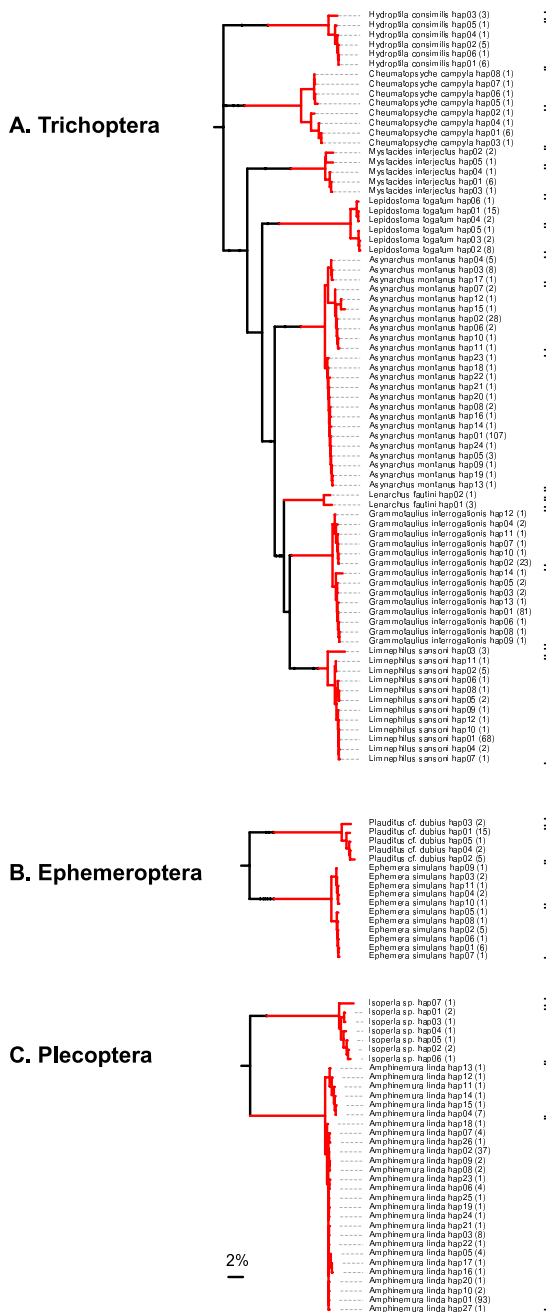 Hydroptila consimilis hap03 (3)
Hydroptila consimilis hap05 (1)
Hydroptila consimilis hap04 (1)
Hydroptila consimilis hap02 (5)
Hydroptila consimilis hap06 (1)
Hydroptila consimilis hap01 (6)
Cheumatopsyche campyla hap08 (1)
Cheumatopsyche campyla hap07 (1)
Cheumatopsyche campyla hap06 (1)
Cheumatopsyche campyla hap05 (1)
Cheumatopsyche campyla hap02 (1)
A. Trichoptera
Cheumatopsyche campyla hap04 (1)
Cheumatopsyche campyla hap01 (6)
Cheumatopsyche campyla hap03 (1)
Mystacides interjectus hap02 (2)
Mystacides interjectus hap05 (1)
Mystacides interjectus hap04 (1)
Mystacides interjectus hap01 (6)
Mystacides interjectus hap03 (1)
Lepidostoma togatum hap06 (1)
Lepidostoma togatum hap01 (15)
Lepidostoma togatum hap04 (2)
Lepidostoma togatum hap05 (1)
Lepidostoma togatum hap03 (2)
Lepidostoma togatum hap02 (8)
Asynarchus montanus hap04 (5)
Asynarchus montanus hap03 (8)
Asynarchus montanus hap17 (1)
Asynarchus montanus hap07 (2)
Asynarchus montanus hap12 (1)
Asynarchus montanus hap15 (1)
Asynarchus montanus hap02 (28)
Asynarchus montanus hap06 (2)
Asynarchus montanus hap10 (1)
Asynarchus montanus hap11 (1)
Asynarchus montanus hap23 (1)
Asynarchus montanus hap18 (1)
Asynarchus montanus hap22 (1)
Asynarchus montanus hap21 (1)
Asynarchus montanus hap20 (1)
Asynarchus montanus hap08 (2)
Asynarchus montanus hap16 (1)
Asynarchus montanus hap14 (1)
Asynarchus montanus hap01 (107)
Asynarchus montanus hap24 (1)
Asynarchus montanus hap05 (3)
Asynarchus montanus hap09 (1)
Asynarchus montanus hap19 (1)
Asynarchus montanus hap13 (1)
Lenarchus fautini hap02 (1)
Lenarchus fautini hap01 (3)
Grammotaulius interrogationis hap12 (1)
Grammotaulius interrogationis hap04 (2)
Grammotaulius interrogationis hap11 (1)
Grammotaulius interrogationis hap07 (1)
Grammotaulius interrogationis hap10 (1)
Grammotaulius interrogationis hap02 (23)
Grammotaulius interrogationis hap14 (1)
Grammotaulius interrogationis hap05 (2)
Grammotaulius interrogationis hap03 (2)
Grammotaulius interrogationis hap13 (1)
Grammotaulius interrogationis hap01 (81)
Grammotaulius interrogationis hap06 (1)
Grammotaulius interrogationis hap08 (1)
Grammotaulius interrogationis hap09 (1)
Limnephilus sansoni hap03 (3)
Limnephilus sansoni hap11 (1)
Limnephilus sansoni hap02 (5)
Limnephilus sansoni hap06 (1)
Limnephilus sansoni hap08 (1)
Limnephilus sansoni hap05 (2)
Limnephilus sansoni hap09 (1)
Limnephilus sansoni hap12 (1)
Limnephilus sansoni hap10 (1)
Limnephilus sansoni hap01 (68)
Limnephilus sansoni hap04 (2)
Limnephilus sansoni hap07 (1)
Plauditus cf. dubius hap03 (2)
Plauditus cf. dubius hap01 (15)
Plauditus cf. dubius hap05 (1)
Plauditus cf. dubius hap04 (2)
Plauditus cf. dubius hap02 (5)
B. Ephemeroptera
Ephemera simulans hap09 (1)
Ephemera simulans hap03 (2)
Ephemera simulans hap11 (1)
Ephemera simulans hap04 (2)
Ephemera simulans hap10 (1)
Ephemera simulans hap05 (1)
Ephemera simulans hap08 (1)
Ephemera simulans hap02 (5)
Ephemera simulans hap06 (1)
Ephemera simulans hap01 (6)
Ephemera simulans hap07 (1)
Isoperla sp. hap07 (1)
Isoperla sp. hap01 (2)
Isoperla sp. hap03 (1)
Isoperla sp. hap04 (1)
Isoperla sp. hap05 (1)
Isoperla sp. hap02 (2)
C. Plecoptera
Isoperla sp. hap06 (1)
Amphinemura linda hap13 (1)
Amphinemura linda hap12 (1)
Amphinemura linda hap11 (1)
Amphinemura linda hap14 (1)
Amphinemura linda hap15 (1)
Amphinemura linda hap04 (7)
Amphinemura linda hap18 (1)
Amphinemura linda hap07 (4)
Amphinemura linda hap26 (1)
Amphinemura linda hap02 (37)
Amphinemura linda hap09 (2)
Amphinemura linda hap08 (2)
Amphinemura linda hap23 (1)
Amphinemura linda hap06 (4)
Amphinemura linda hap25 (1)
Amphinemura linda hap19 (1)
Amphinemura linda hap24 (1)
Amphinemura linda hap21 (1)
Amphinemura linda hap03 (8)
Amphinemura linda hap22 (1)
Amphinemura linda hap05 (4)
Amphinemura linda hap17 (1)
2%
Amphinemura linda hap16 (1)
Amphinemura linda hap20 (1)
Amphinemura linda hap10 (2)
Amphinemura linda hap01 (93)
Amphinemura linda hap27 (1)